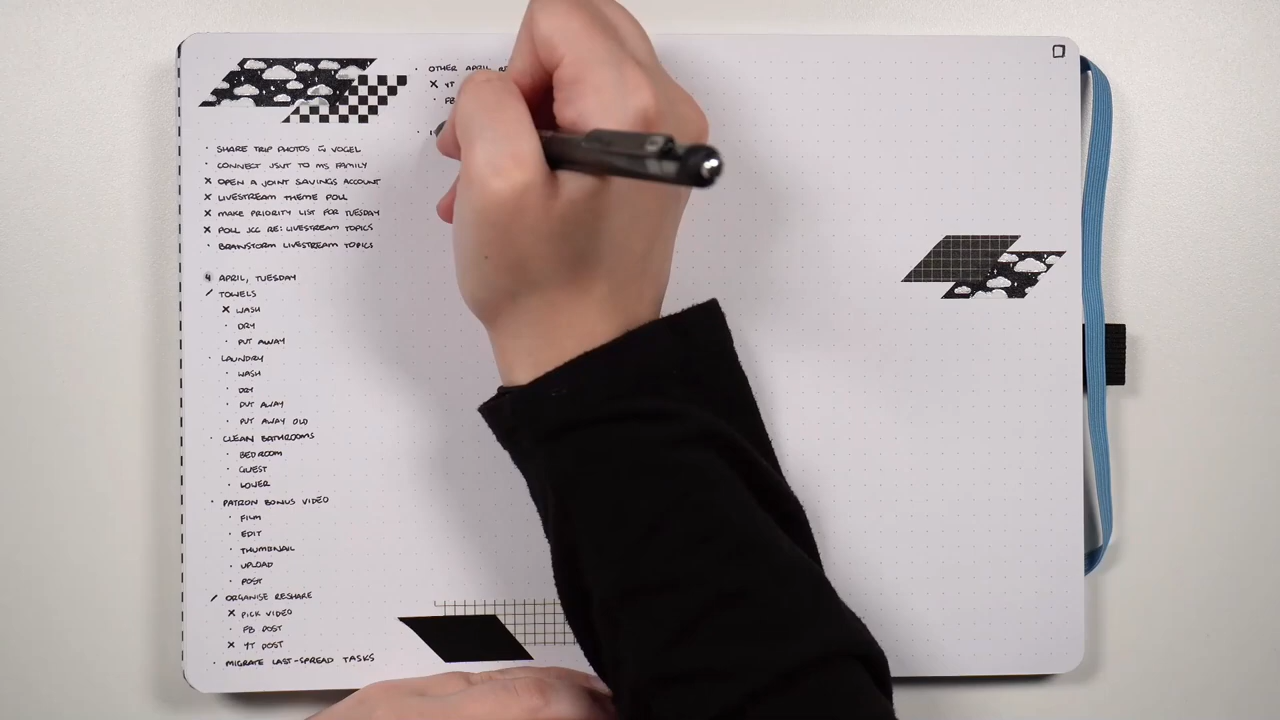 · SHARE TRIP PHOTOS W VOGEL
· CONNECT JSVT TO MS FAMILY
X OPEN A JOINT SAVINGS ACCOUNT
X LIVESTREAM THEME POLL
X MAKE PRIORITY LIST FOR TUESDAY
X POLL JCC RE: LIVESTREAM TOPICS
· BRAINSTORM LIVESTREAM TOPICS
4 APRIL, TUESDAY
/ TOWELS
X WASH
· DRY
· PUT AWAY
· LAUNDRY
· WASH
· DRY
· PUT AWAY
· PUT AWAY OLD
· CLEAN BATHROOMS
· BEDROOM
· GUEST
· LOWER
· PATRON BONUS VIDEO
· FILM
· EDIT
· THUMBNAIL
· UPLOAD
· POST
/ ORGANISE RESHARE
X PICK VIDEO
· FB POST
X YT POST
· MIGRATE LAST-SPREAD TASKS
· OTHER APRIL
X YT
· FB